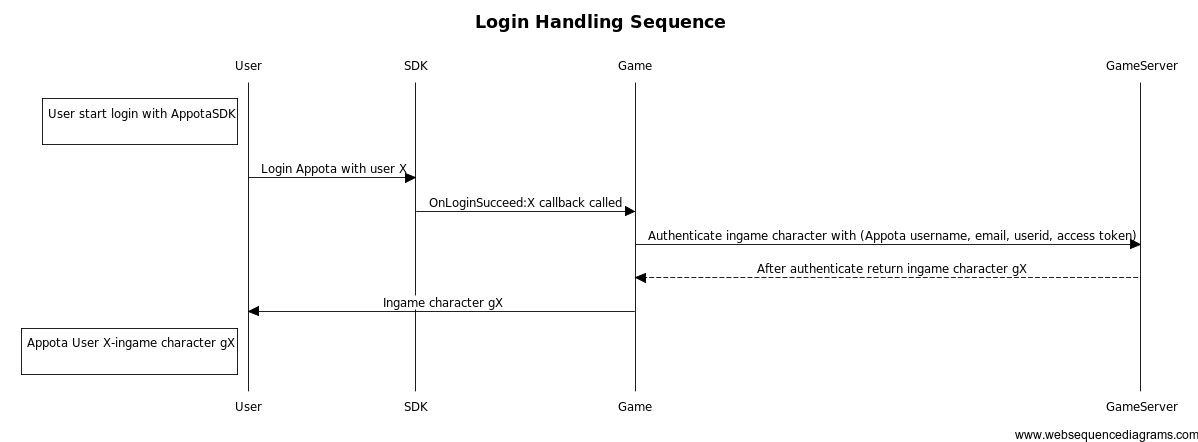 Login Handling Sequence
User SDK Game GameServer
User start login with AppotaSDK
Login Appota with user X
OnLoginSucceed:X callback called
Authenticate ingame character with (Appota username, email, userid, access token)
After authenticate return ingame character gX
Ingame character gX
Appota User X-ingame character gX
User SDK Game GameServer
www.websequencediagrams.com